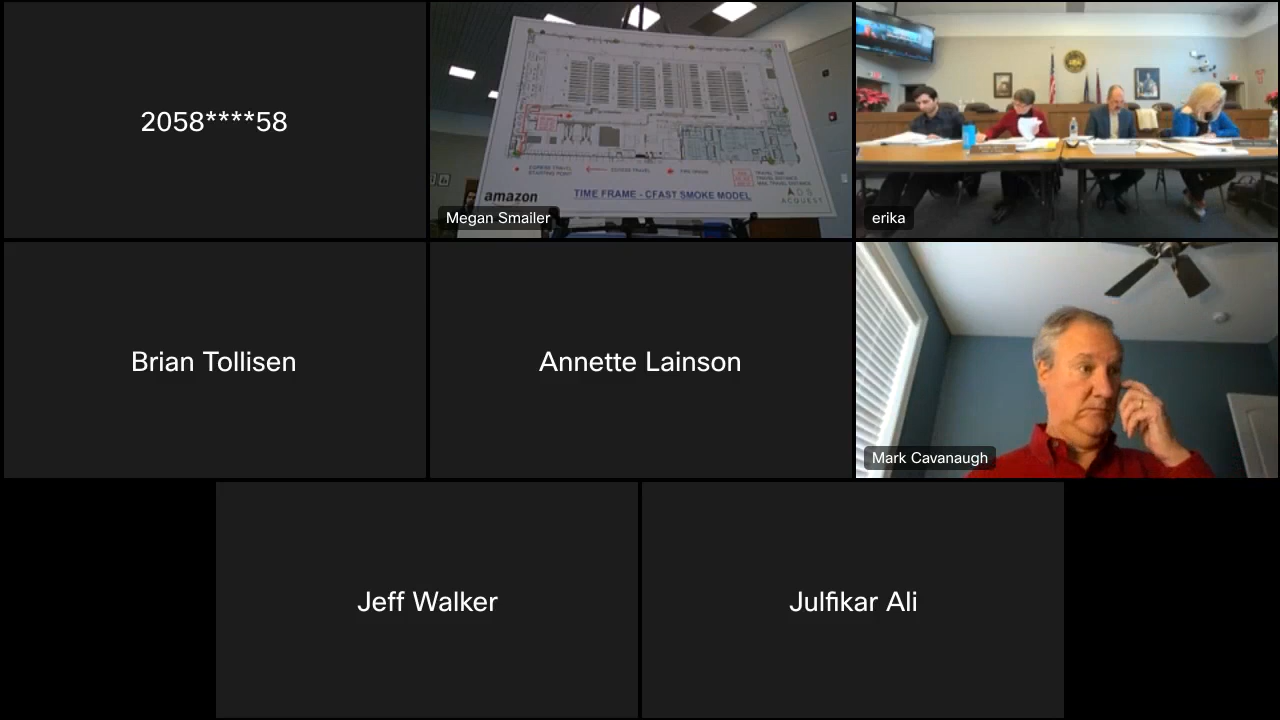 2058****58
amazon
TIME FRAME - CFAST SMOKE MODEL
ACQUEST
Megan Smailer
erika
Brian Tollisen
Annette Lainson
Mark Cavanaugh
Jeff Walker
Julfikar Ali